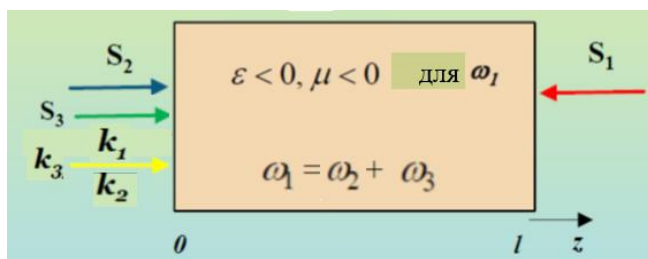 S₂
S₃
k₁
k₃
k₂
ε < 0, μ < 0 для ω₁
ω₁ = ω₂ + ω₃
S₁
0 l z